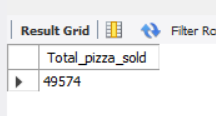 Result Grid Filter Ro
Total_pizza_sold
49574